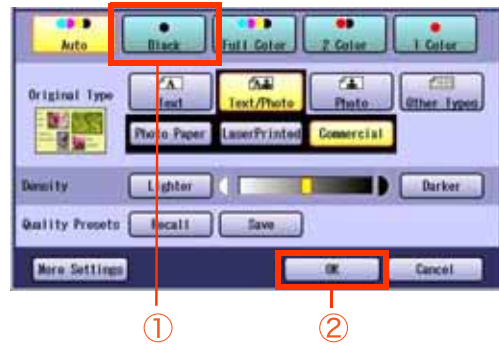 Auto Black Full Color 2 Color 1 Color
Original Type Text Text/Photo Photo Other Types
Photo Paper LaserPrinted Commercial
Density Lighter Darker
Quality Presets Recall Save
More Settings OK Cancel
① ②